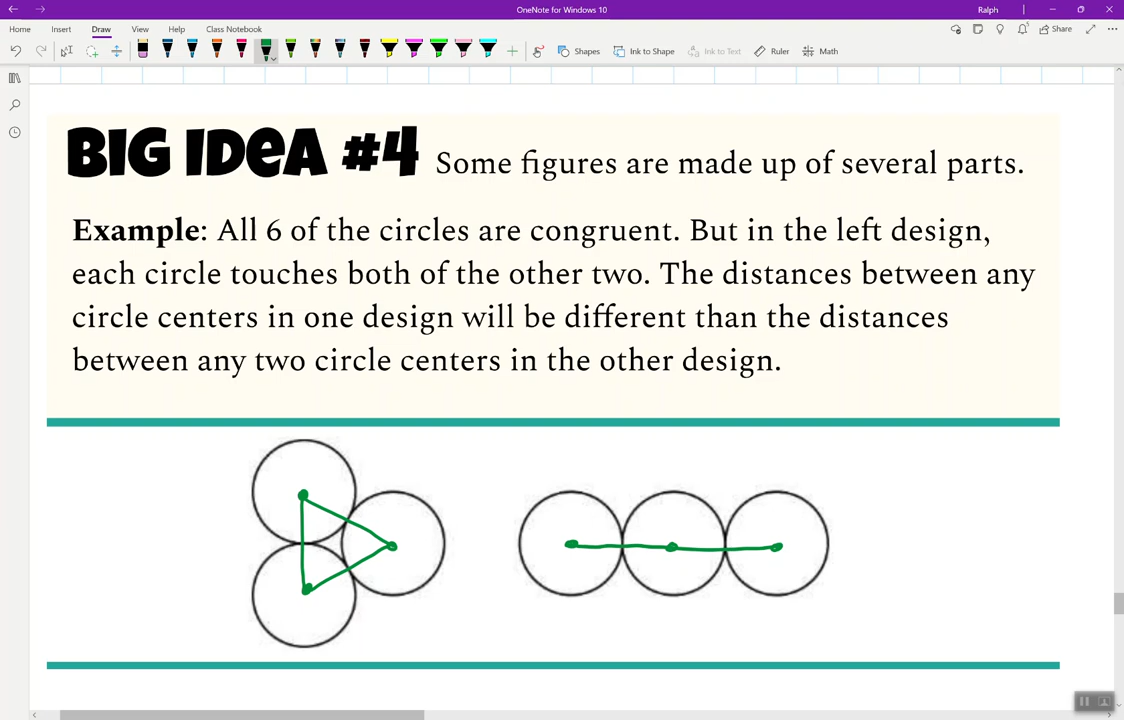 OneNote for Windows 10
Ralph
Home Insert Draw View Help Class Notebook
Share
Shapes Ink to Shape Ink to Text Ruler Math
BIG IDEA #4 Some figures are made up of several parts.
Example: All 6 of the circles are congruent. But in the left design,
each circle touches both of the other two. The distances between any
circle centers in one design will be different than the distances
between any two circle centers in the other design.